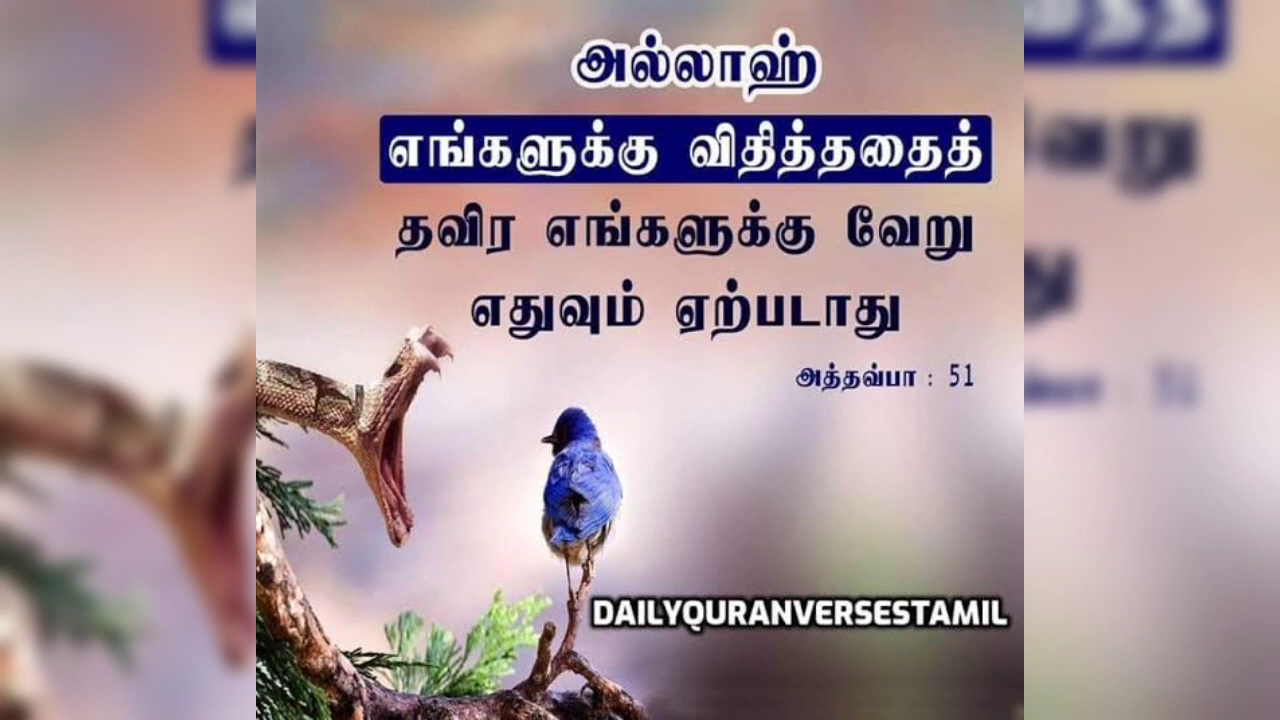 அல்லாஹ்
எங்களுக்கு விதித்ததைத்
தவிர எங்களுக்கு வேறு
எதுவும் ஏற்படாது
அத்தவ்பா : 51
DAILYQURANVERSESTAMIL